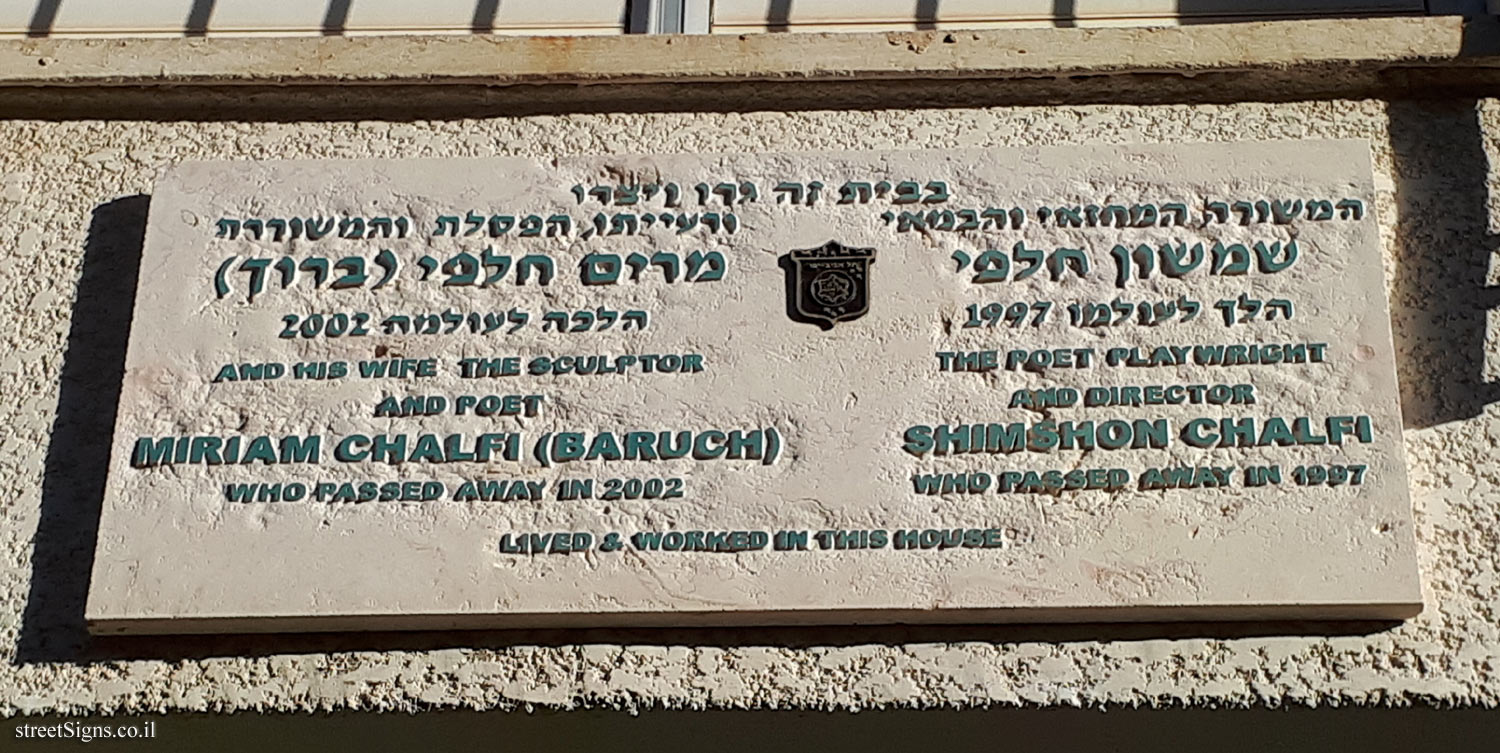 בבית זה גרו ויצרו
המשורר, המחזאי והבמאי
שמשון חלפי
הלך לעולמו 1997
ורעייתו, הפסלת והמשוררת
מרים חלפי (ברוך)
הלכה לעולמה 2002
THE POET PLAYWRIGHT
AND DIRECTOR
SHIMSHON CHALFI
WHO PASSED AWAY IN 1997
AND HIS WIFE THE SCULPTOR
AND POET
MIRIAM CHALFI (BARUCH)
WHO PASSED AWAY IN 2002
LIVED & WORKED IN THIS HOUSE
streetSigns.co.il